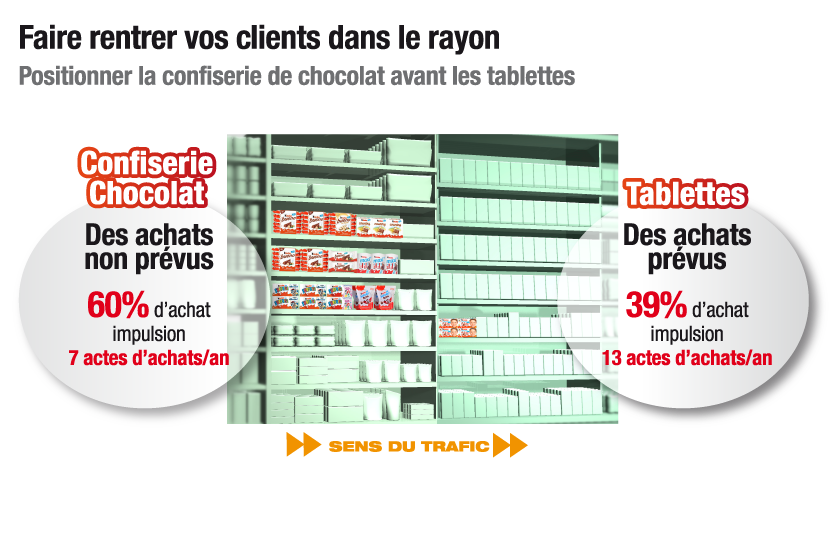 Faire rentrer vos clients dans le rayon
Positionner la confiserie de chocolat avant les tablettes
Confiserie
Chocolat
Des achats
non prévus
60% d'achat
impulsion
7 actes d'achats/an
Tablettes
Des achats
prévus
39% d'achat
impulsion
13 actes d'achats/an
SENS DU TRAFIC